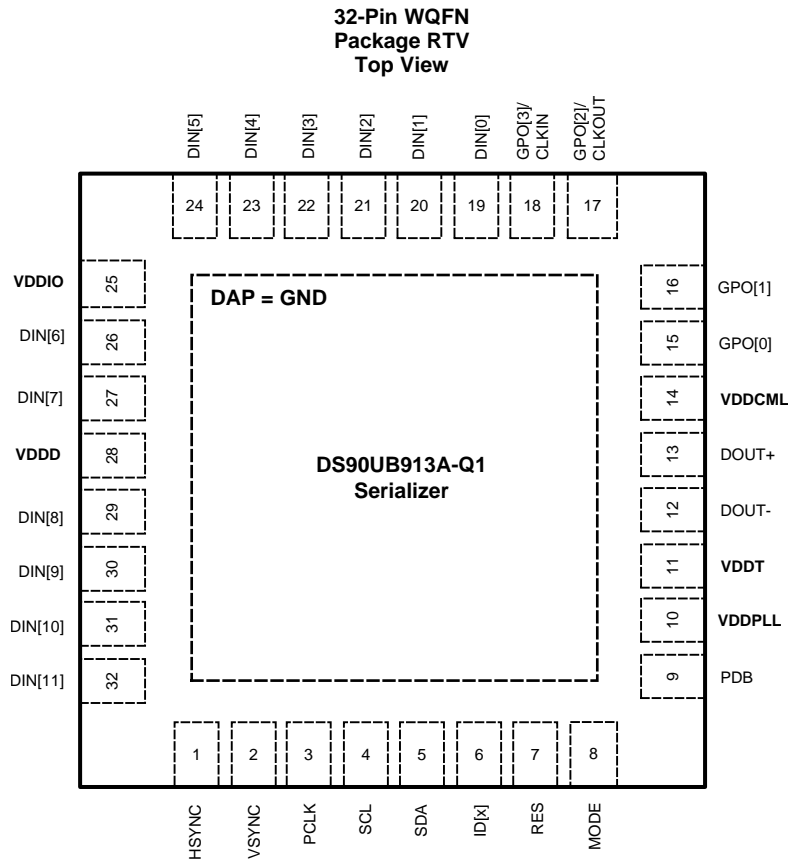 32-Pin WQFN
Package RTV
Top View
DIN[5]
DIN[4]
DIN[3]
DIN[2]
DIN[1]
DIN[0]
GPO[3]/
CLKIN
GPO[2]/
CLKOUT
24
23
22
21
20
19
18
17
VDDIO
25
DIN[6]
26
DIN[7]
27
VDDD
28
DIN[8]
29
DIN[9]
30
DIN[10]
31
DIN[11]
32
DAP = GND
DS90UB913A-Q1
Serializer
16
GPO[1]
15
GPO[0]
14
VDDCML
13
DOUT+
12
DOUT-
11
VDDT
10
VDDPLL
9
PDB
1
2
3
4
5
6
7
8
HSYNC
VSYNC
PCLK
SCL
SDA
ID[x]
RES
MODE